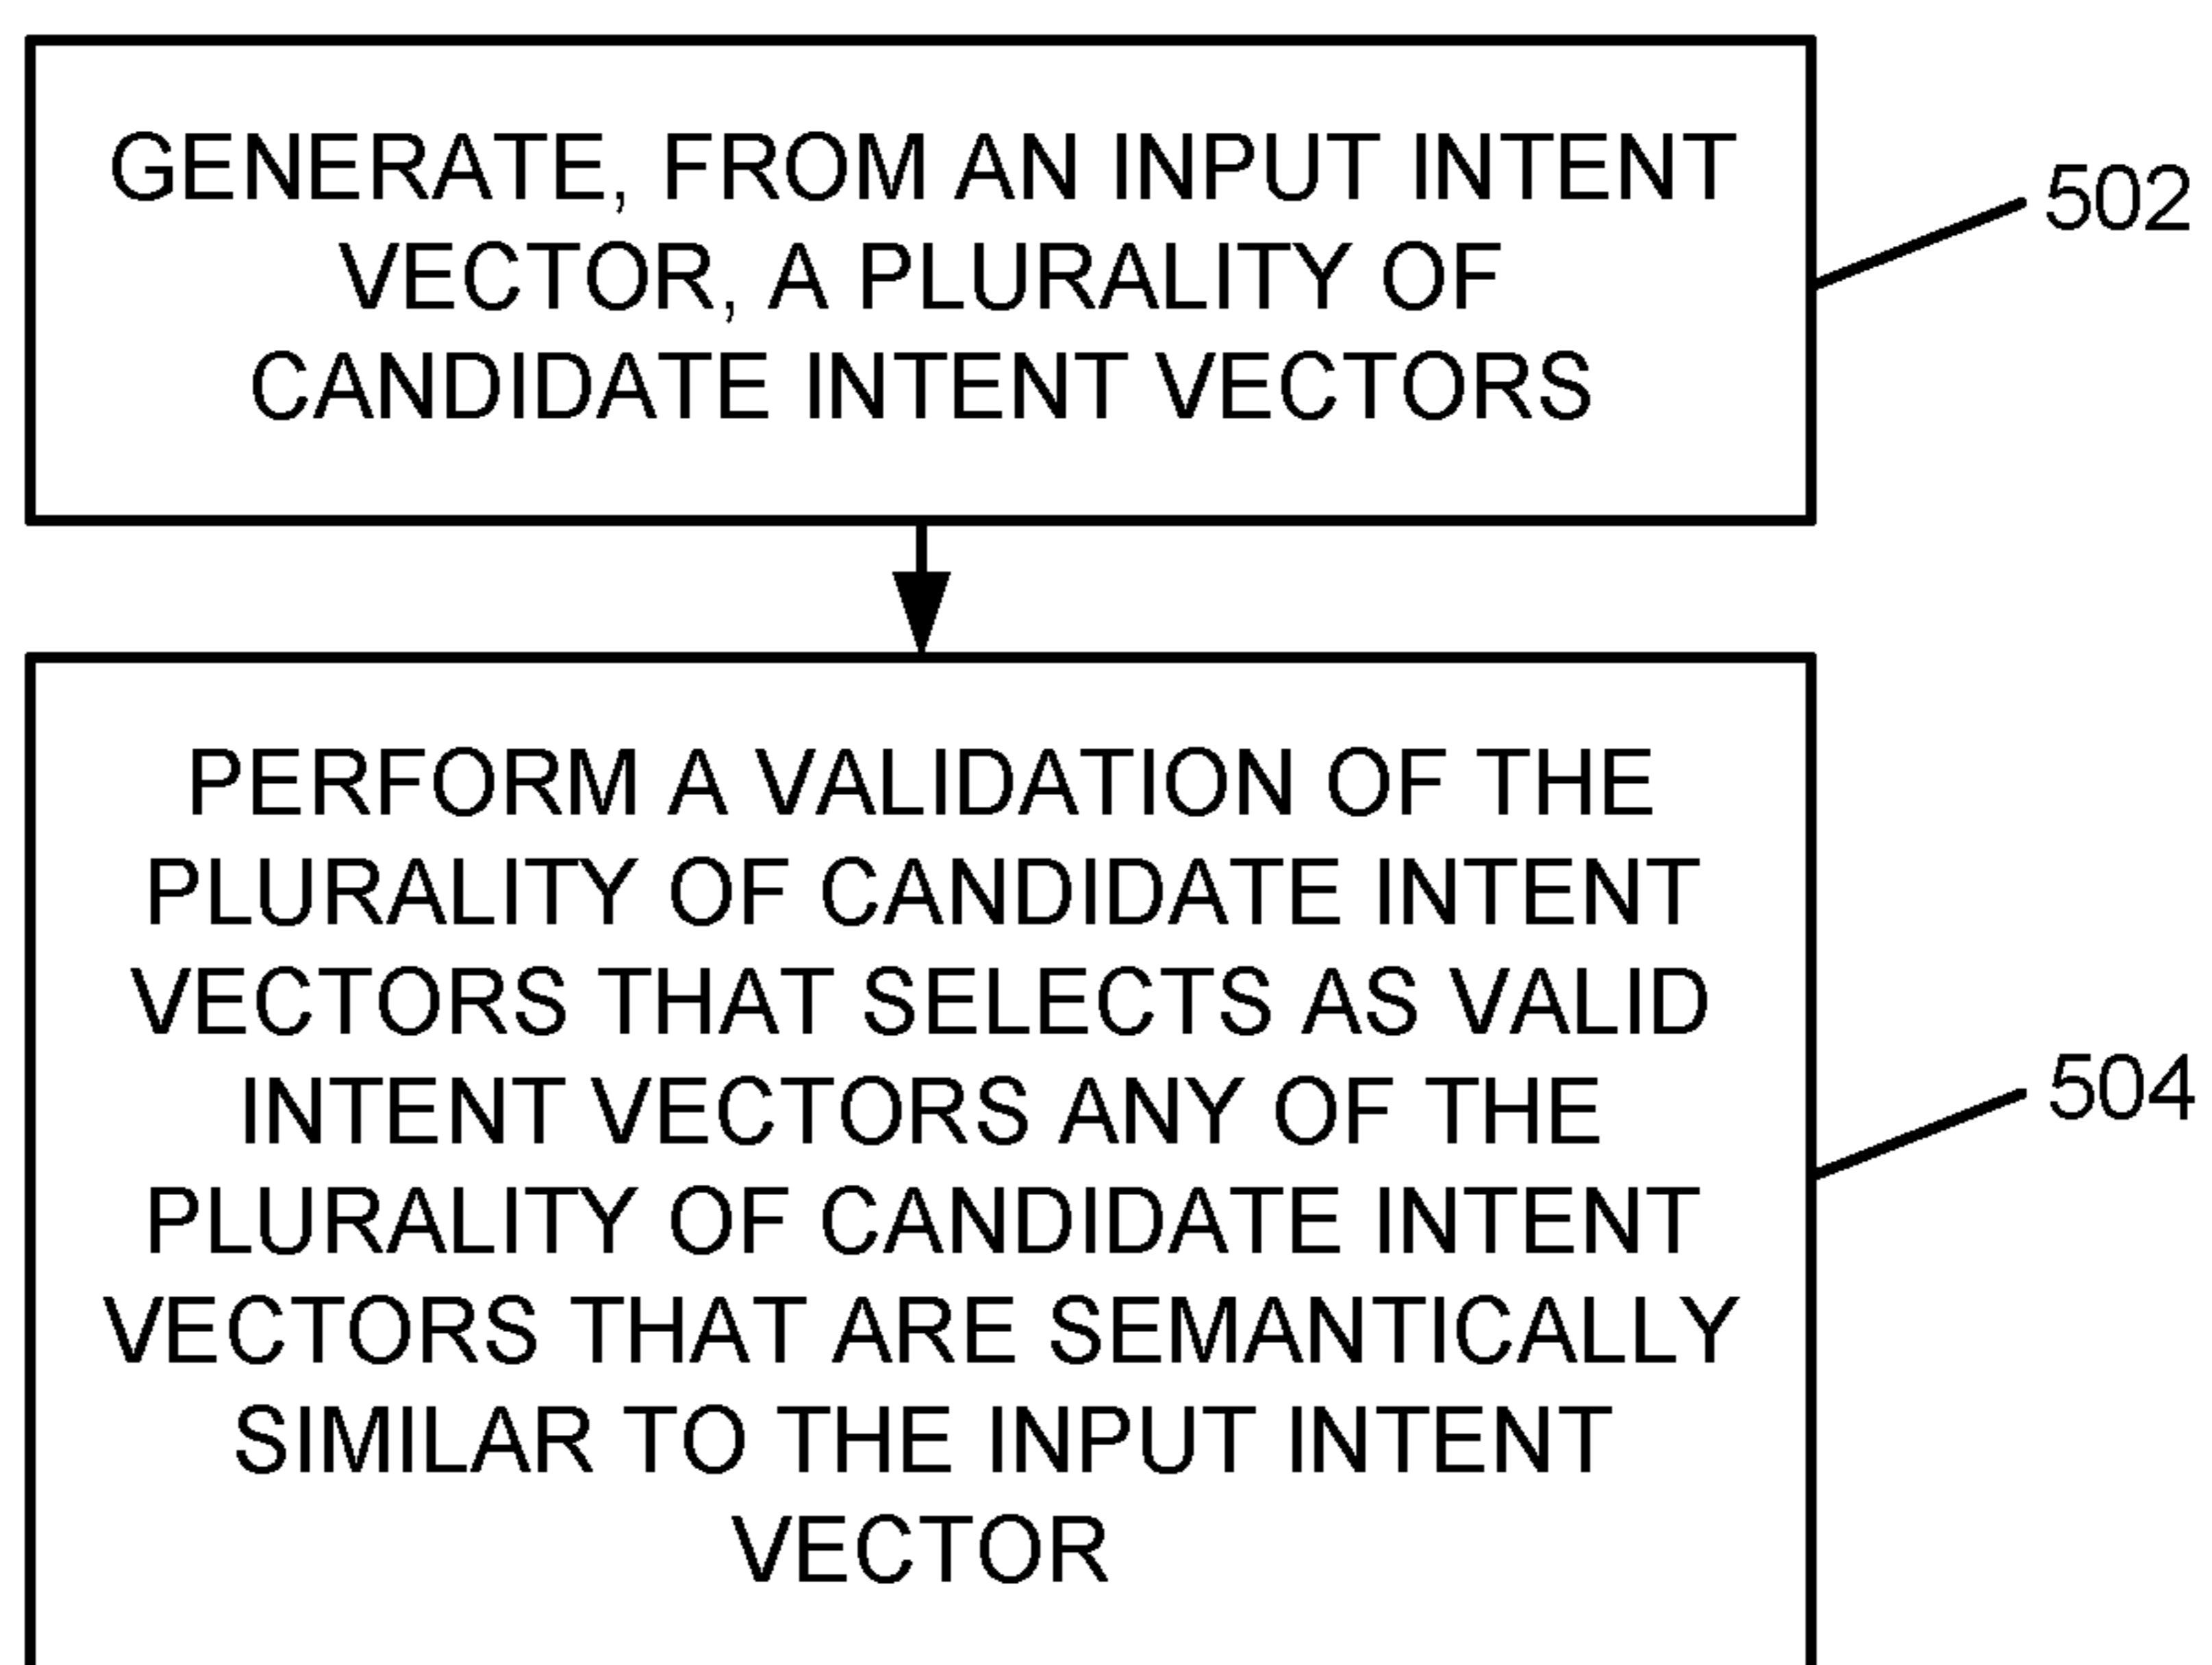 GENERATE, FROM AN INPUT INTENT
VECTOR, A PLURALITY OF
CANDIDATE INTENT VECTORS
502
PERFORM A VALIDATION OF THE
PLURALITY OF CANDIDATE INTENT
VECTORS THAT SELECTS AS VALID
INTENT VECTORS ANY OF THE
PLURALITY OF CANDIDATE INTENT
VECTORS THAT ARE SEMANTICALLY
SIMILAR TO THE INPUT INTENT
VECTOR
504